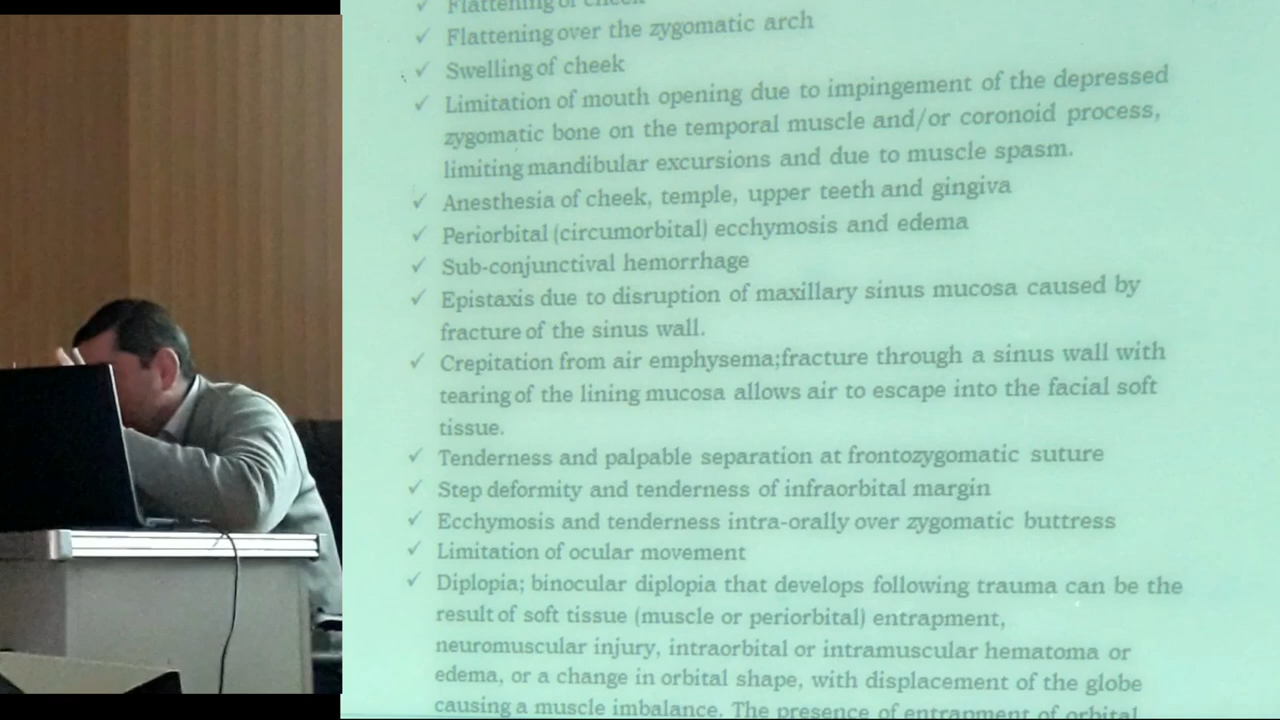 ✓ Flattening of cheek
✓ Flattening over the zygomatic arch
✓ Swelling of cheek
✓ Limitation of mouth opening due to impingement of the depressed
zygomatic bone on the temporal muscle and/or coronoid process,
limiting mandibular excursions and due to muscle spasm.
✓ Anesthesia of cheek, temple, upper teeth and gingiva
✓ Periorbital (circumorbital) ecchymosis and edema
✓ Sub-conjunctival hemorrhage
✓ Epistaxis due to disruption of maxillary sinus mucosa caused by
fracture of the sinus wall.
✓ Crepitation from air emphysema;fracture through a sinus wall with
tearing of the lining mucosa allows air to escape into the facial soft
tissue.
✓ Tenderness and palpable separation at frontozygomatic suture
✓ Step deformity and tenderness of infraorbital margin
✓ Ecchymosis and tenderness intra-orally over zygomatic buttress
✓ Limitation of ocular movement
✓ Diplopia; binocular diplopia that develops following trauma can be the
result of soft tissue (muscle or periorbital) entrapment,
neuromuscular injury, intraorbital or intramuscular hematoma or
edema, or a change in orbital shape, with displacement of the globe
causing a muscle imbalance. The presence of entrapment of orbital